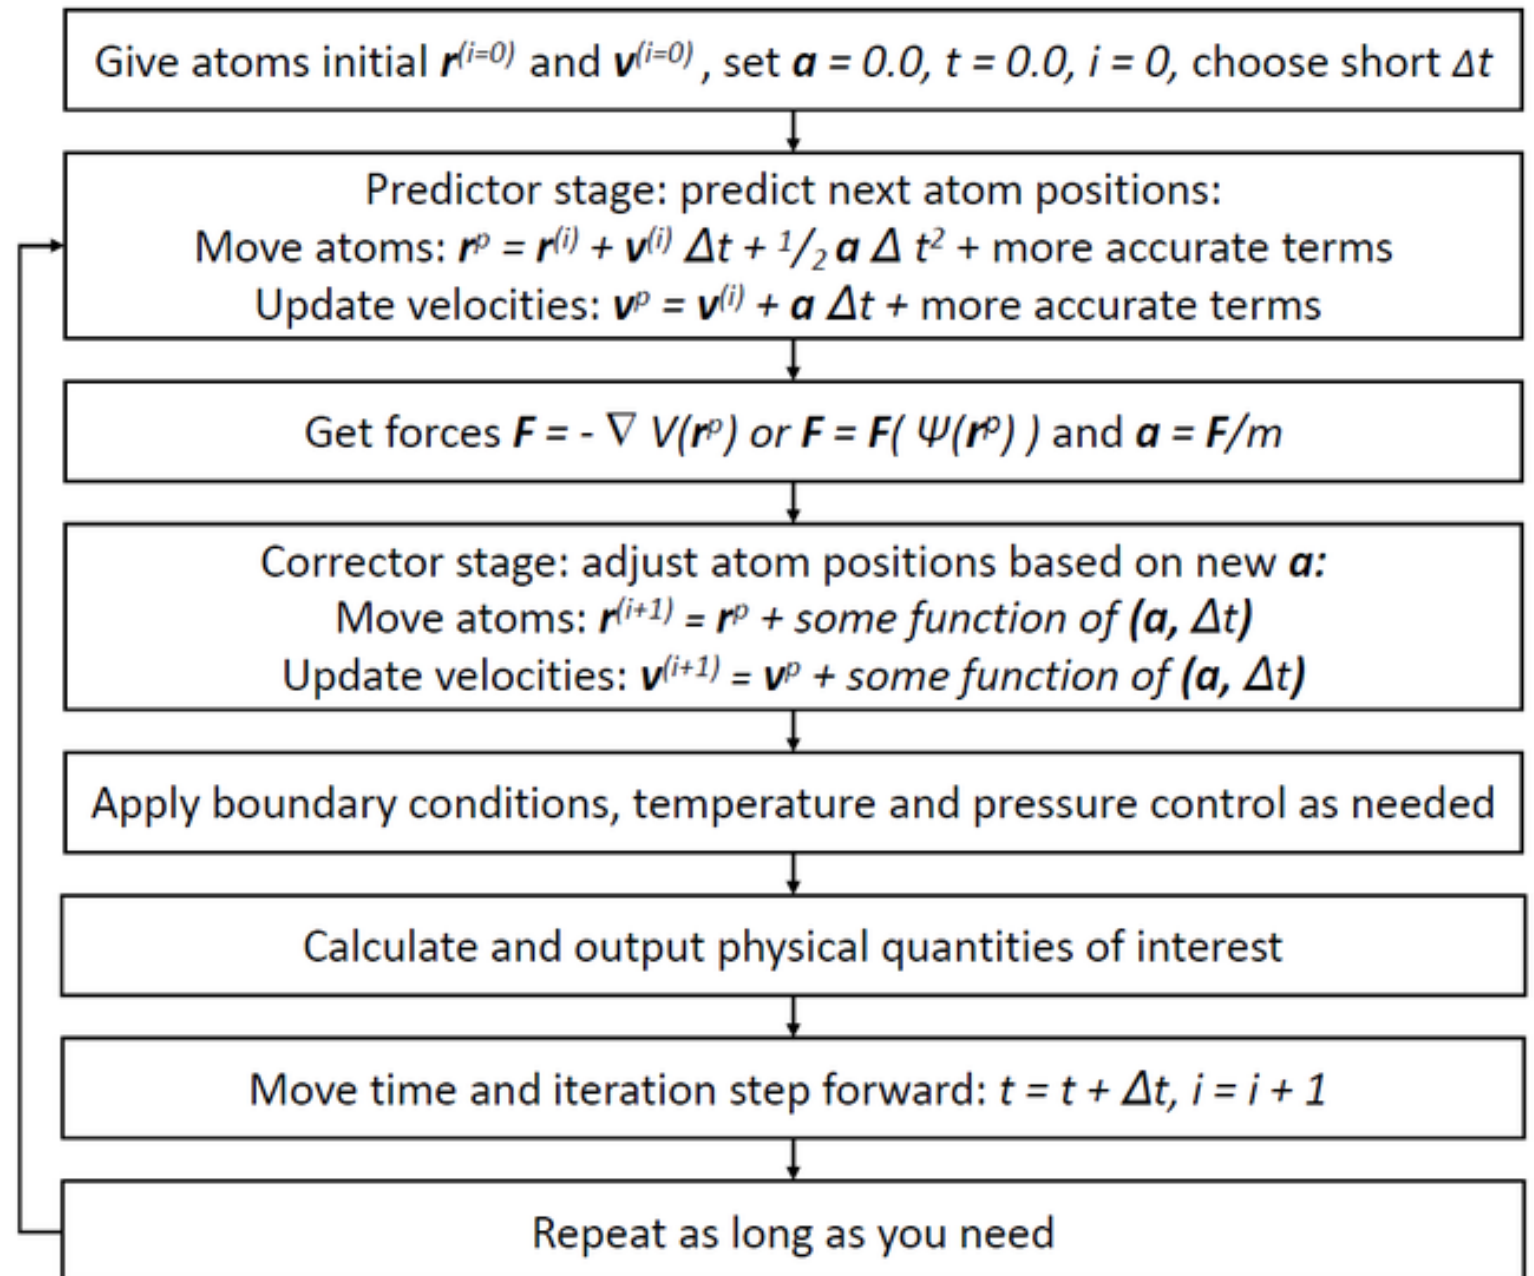 Give atoms initial r⁽ⁱ⁼⁰⁾ and v⁽ⁱ⁼⁰⁾ , set a = 0.0, t = 0.0, i = 0, choose short Δt
Predictor stage: predict next atom positions:
Move atoms: rᵖ = r⁽ⁱ⁾ + v⁽ⁱ⁾ Δt + ¹/₂ a Δ t² + more accurate terms
Update velocities: vᵖ = v⁽ⁱ⁾ + a Δt + more accurate terms
Get forces F = - ∇ V(rᵖ) or F = F( Ψ(rᵖ) ) and a = F/m
Corrector stage: adjust atom positions based on new a:
Move atoms: r⁽ⁱ⁺¹⁾ = rᵖ + some function of (a, Δt)
Update velocities: v⁽ⁱ⁺¹⁾ = vᵖ + some function of (a, Δt)
Apply boundary conditions, temperature and pressure control as needed
Calculate and output physical quantities of interest
Move time and iteration step forward: t = t + Δt, i = i + 1
Repeat as long as you need